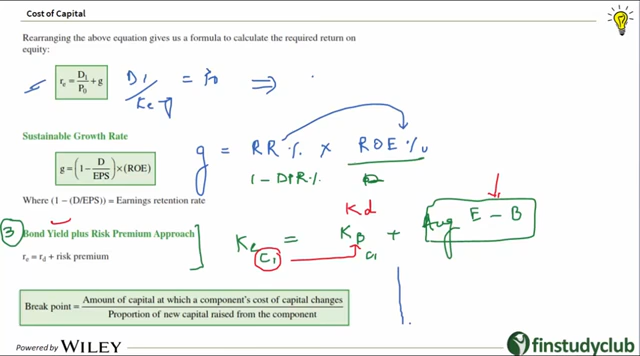 Cost of Capital
Rearranging the above equation gives us a formula to calculate the required return on equity:
re = D1/P0 + g
D1/Ke-g = P0 ⇒
Sustainable Growth Rate
g = RR% × ROE%
g = (1 − D/EPS) × (ROE)
1 - DPR%
Where (1 − (D/EPS)) = Earnings retention rate
Kd
3 Bond Yield plus Risk Premium Approach
Ke C1 = KB C1 + Avg E - B
re = rd + risk premium
Break point = Amount of capital at which a component's cost of capital changes / Proportion of new capital raised from the component
Powered by WILEY
finstudyclub